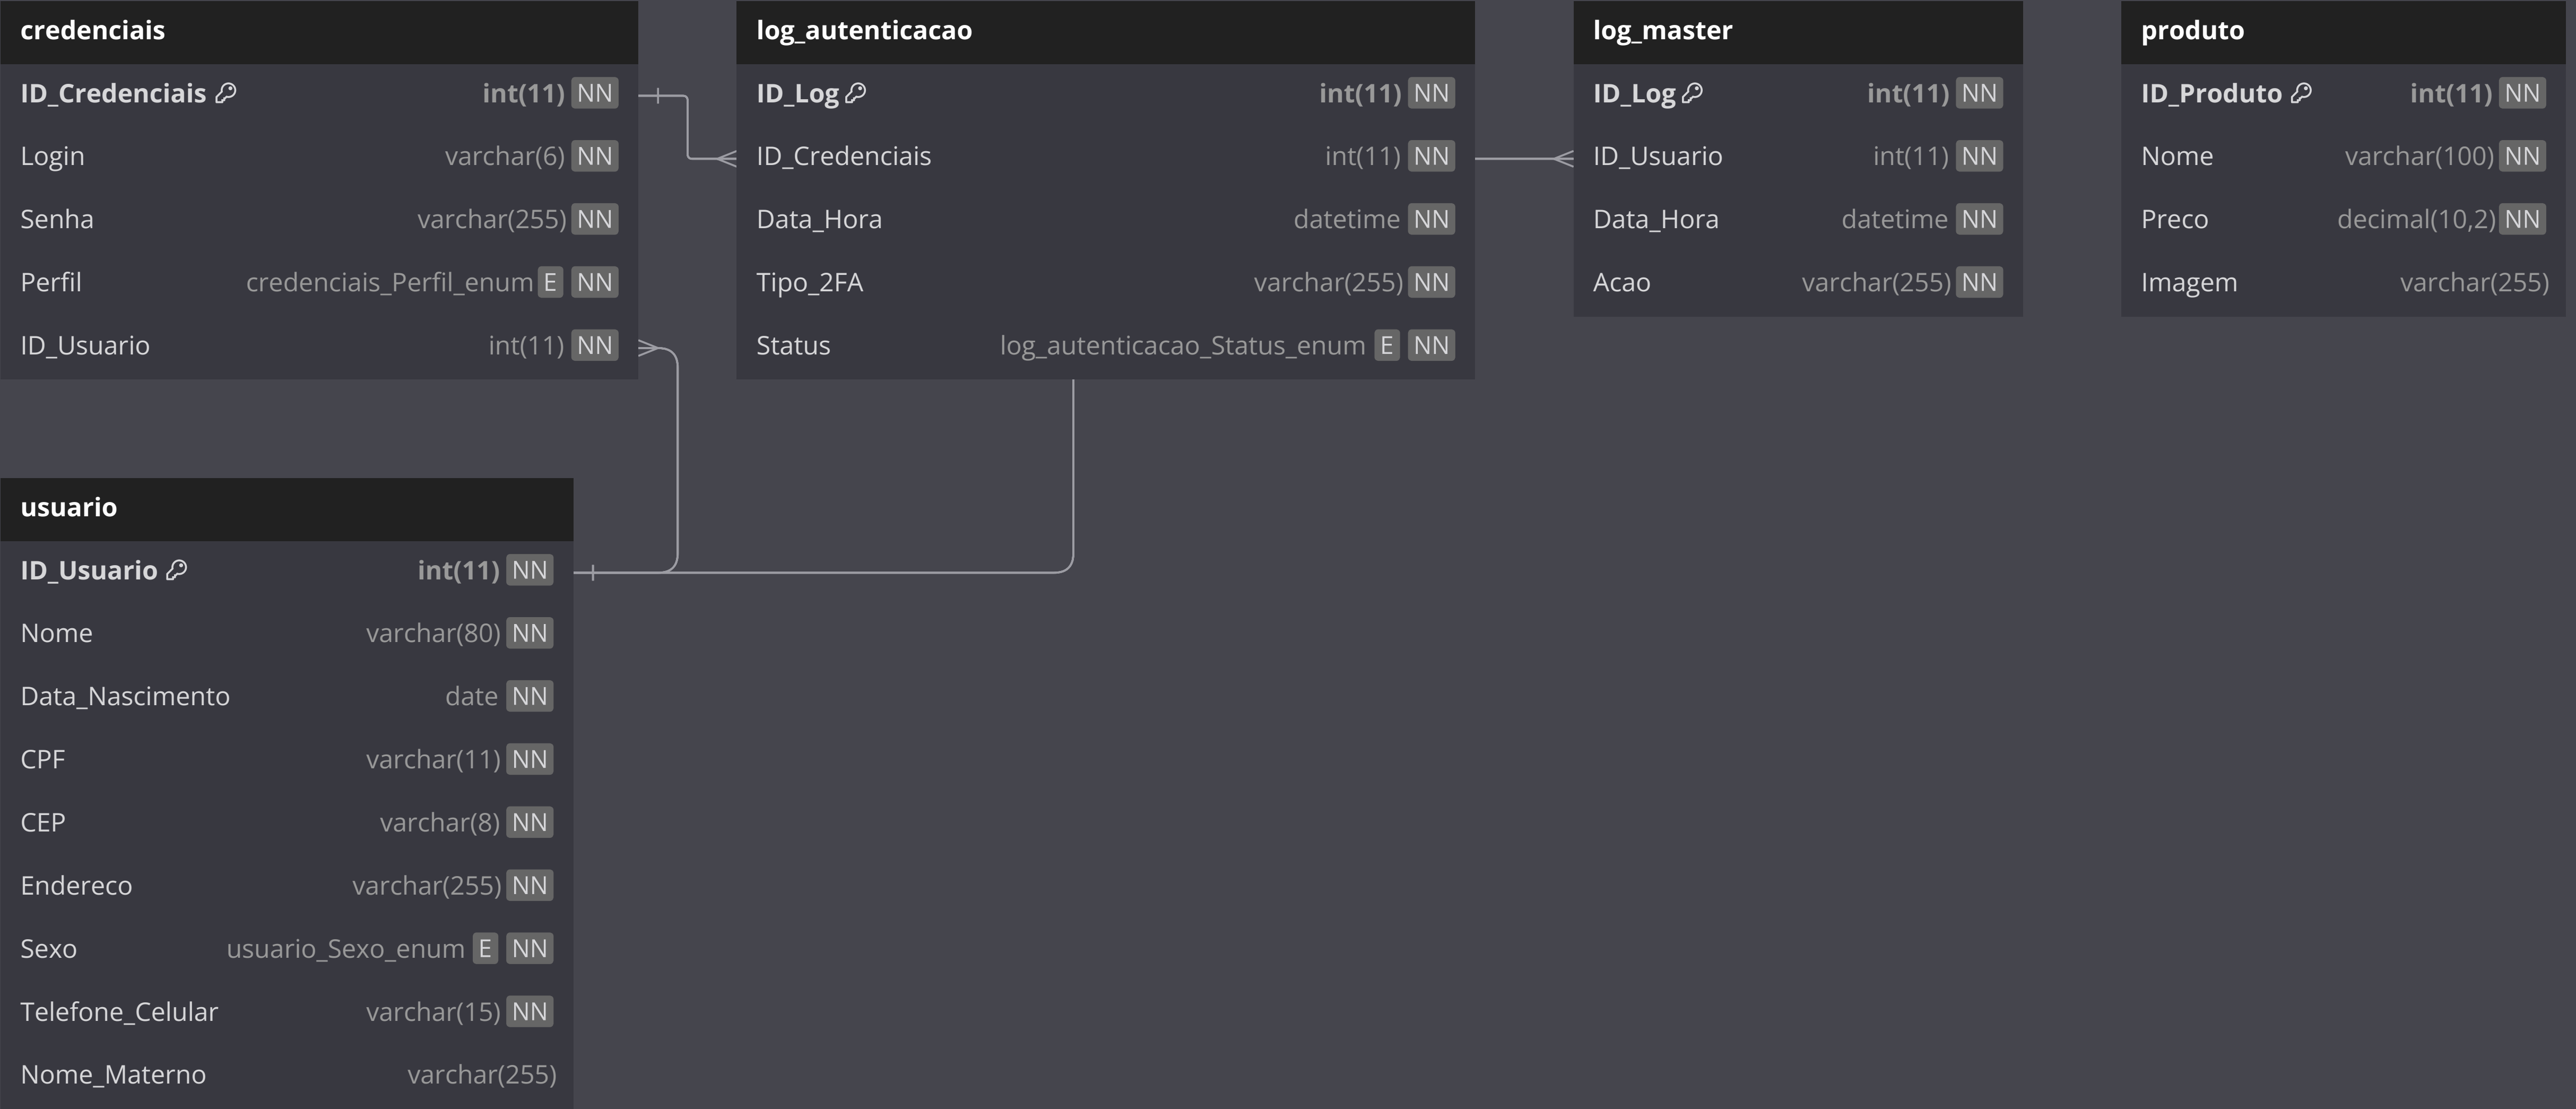 credenciais
ID_Credenciais int(11) NN
Login varchar(6) NN
Senha varchar(255) NN
Perfil credenciais_Perfil_enum E NN
ID_Usuario int(11) NN
log_autenticacao
ID_Log int(11) NN
ID_Credenciais int(11) NN
Data_Hora datetime NN
Tipo_2FA varchar(255) NN
Status log_autenticacao_Status_enum E NN
log_master
ID_Log int(11) NN
ID_Usuario int(11) NN
Data_Hora datetime NN
Acao varchar(255) NN
produto
ID_Produto int(11) NN
Nome varchar(100) NN
Preco decimal(10,2) NN
Imagem varchar(255)
usuario
ID_Usuario int(11) NN
Nome varchar(80) NN
Data_Nascimento date NN
CPF varchar(11) NN
CEP varchar(8) NN
Endereco varchar(255) NN
Sexo usuario_Sexo_enum E NN
Telefone_Celular varchar(15) NN
Nome_Materno varchar(255)